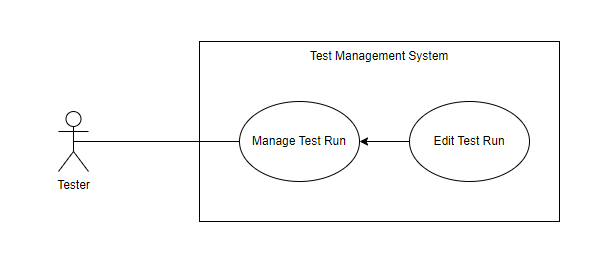 Test Management System
Manage Test Run
Edit Test Run
Tester